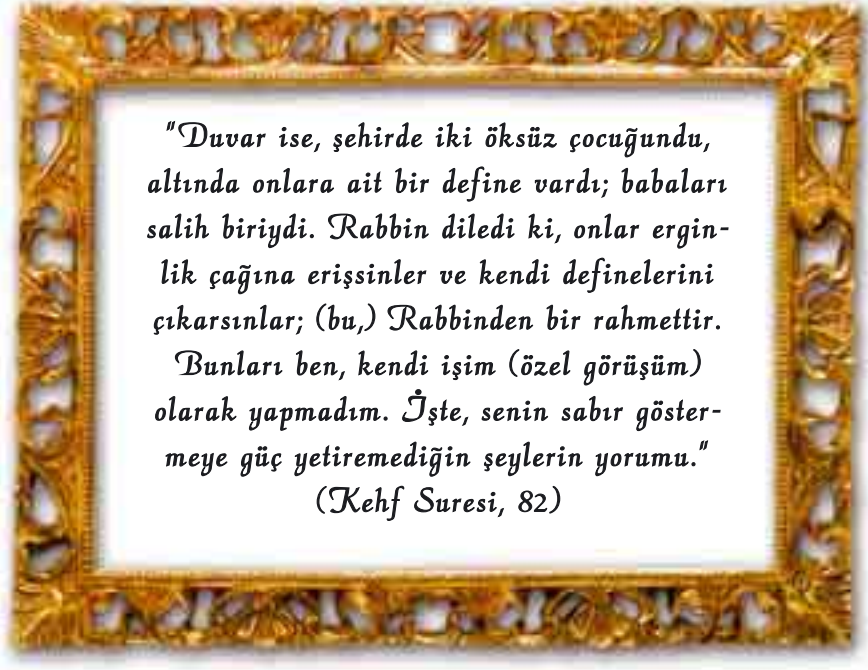 "Duvar ise, şehirde iki öksüz çocuğundu,
altında onlara ait bir define vardı; babaları
salih biriydi. Rabbin diledi ki, onlar ergin-
lik çağına erişsinler ve kendi definelerini
çıkarsınlar; (bu,) Rabbinden bir rahmettir.
Bunları ben, kendi işim (özel görüşüm)
olarak yapmadım. İşte, senin sabır göster-
meye güç yetiremediğin şeylerin yorumu."
(Kehf Suresi, 82)